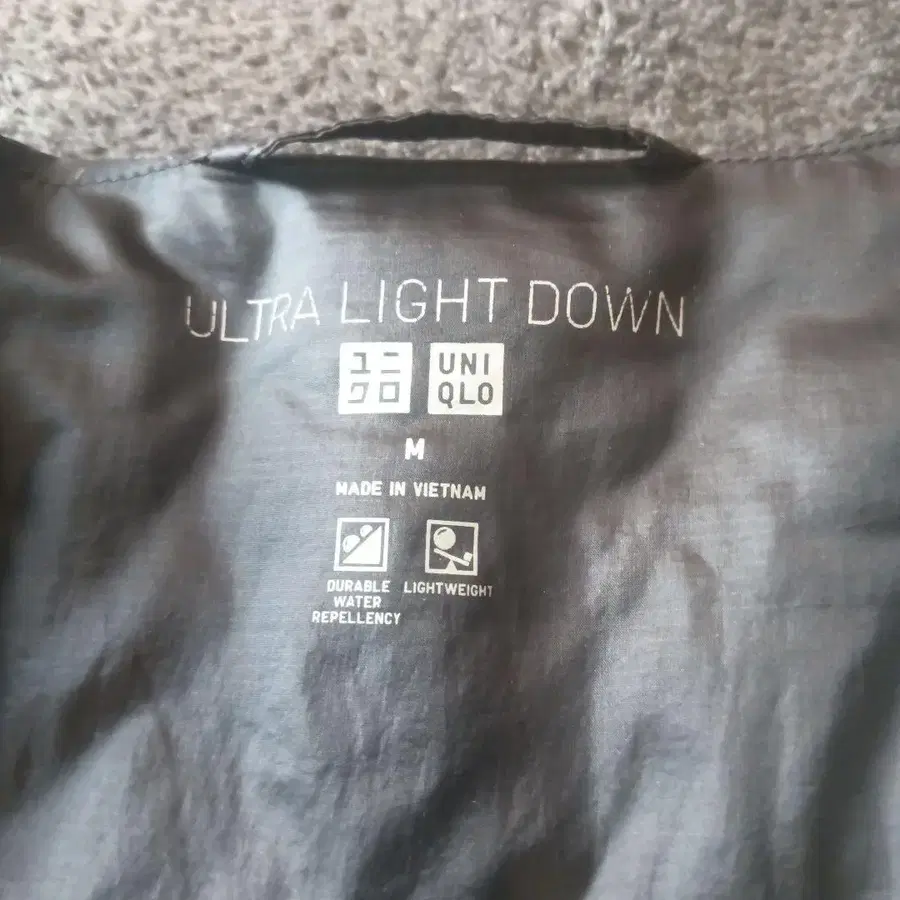 ULTRA LIGHT DOWN
ユニ UNI
クロ QLO
M
MADE IN VIETNAM
DURABLE LIGHTWEIGHT
WATER
REPELLENCY